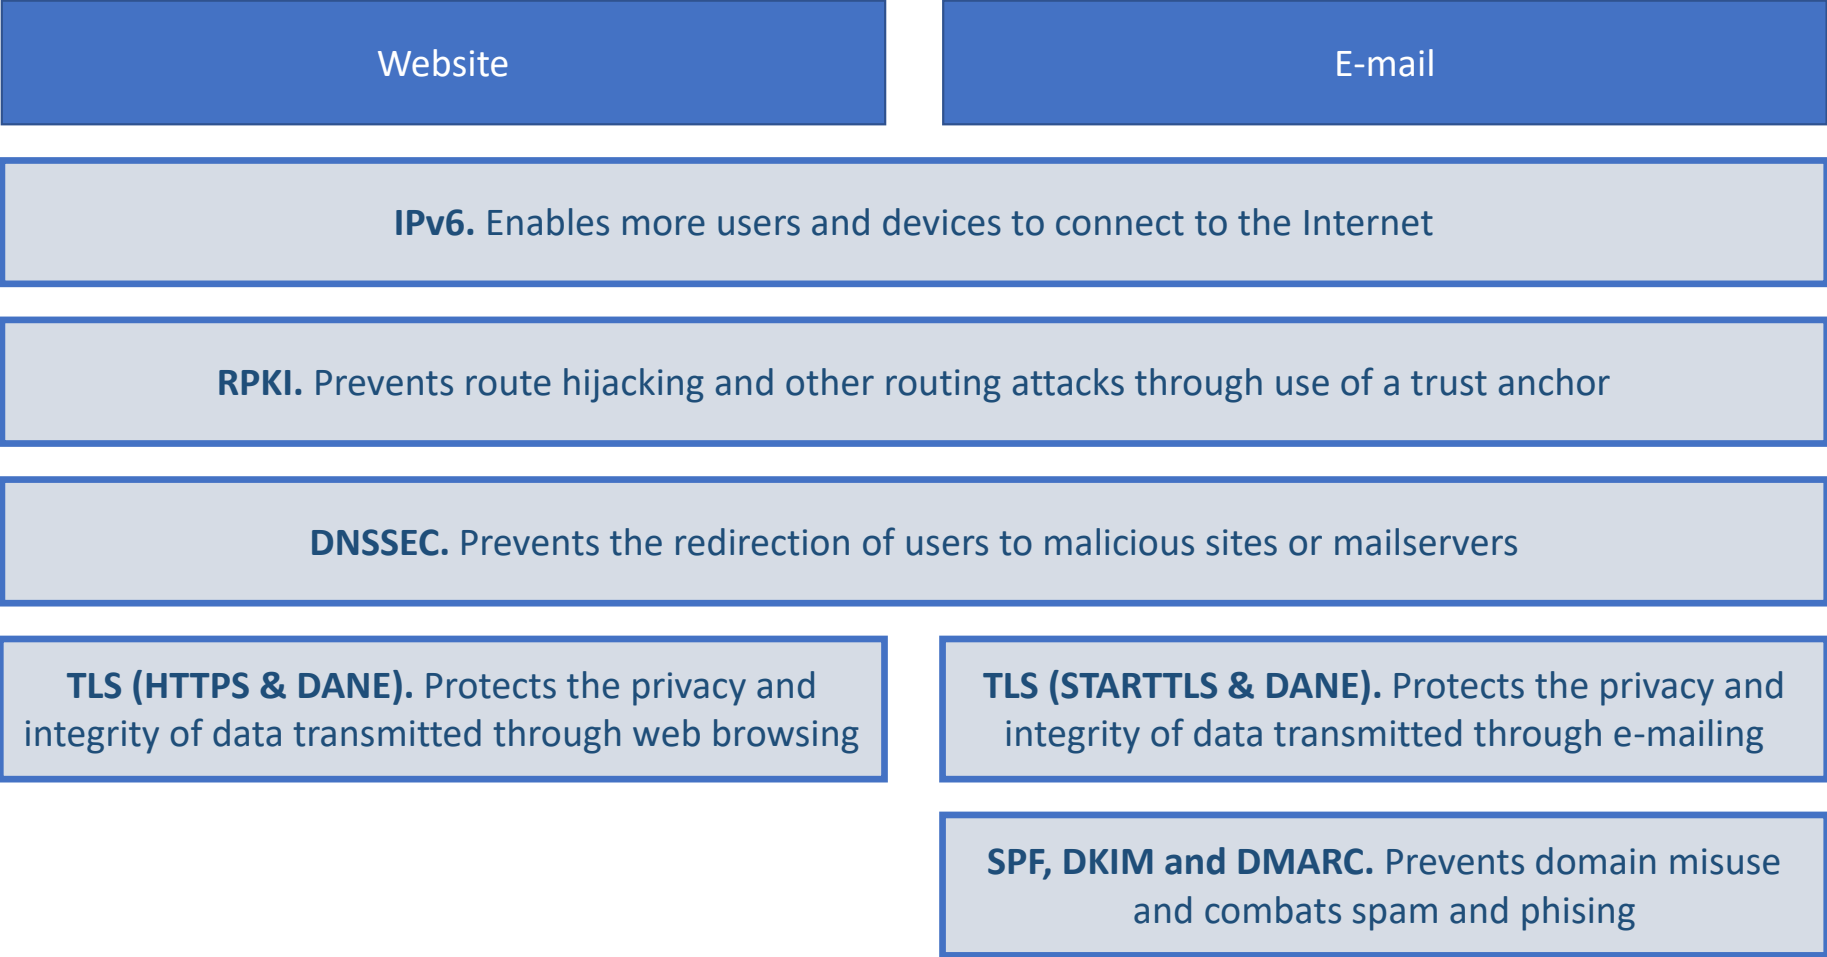 Website
E-mail
IPv6. Enables more users and devices to connect to the Internet
RPKI. Prevents route hijacking and other routing attacks through use of a trust anchor
DNSSEC. Prevents the redirection of users to malicious sites or mailservers
TLS (HTTPS & DANE). Protects the privacy and
integrity of data transmitted through web browsing
TLS (STARTTLS & DANE). Protects the privacy and
integrity of data transmitted through e-mailing
SPF, DKIM and DMARC. Prevents domain misuse
and combats spam and phising